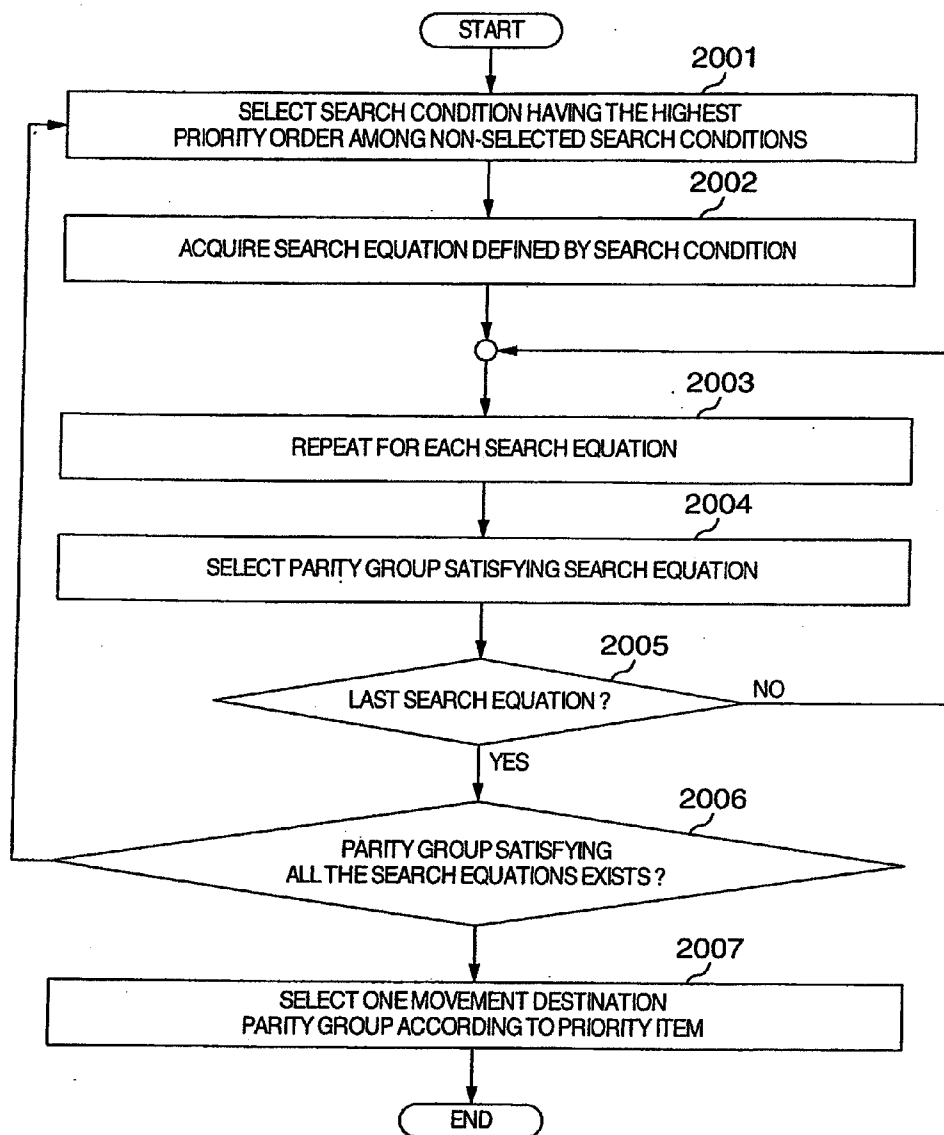 START
2001
SELECT SEARCH CONDITION HAVING THE HIGHEST
PRIORITY ORDER AMONG NON-SELECTED SEARCH CONDITIONS
2002
ACQUIRE SEARCH EQUATION DEFINED BY SEARCH CONDITION
2003
REPEAT FOR EACH SEARCH EQUATION
2004
SELECT PARITY GROUP SATISFYING SEARCH EQUATION
2005
LAST SEARCH EQUATION ?
NO
YES
2006
PARITY GROUP SATISFYING
ALL THE SEARCH EQUATIONS EXISTS ?
2007
SELECT ONE MOVEMENT DESTINATION
PARITY GROUP ACCORDING TO PRIORITY ITEM
END